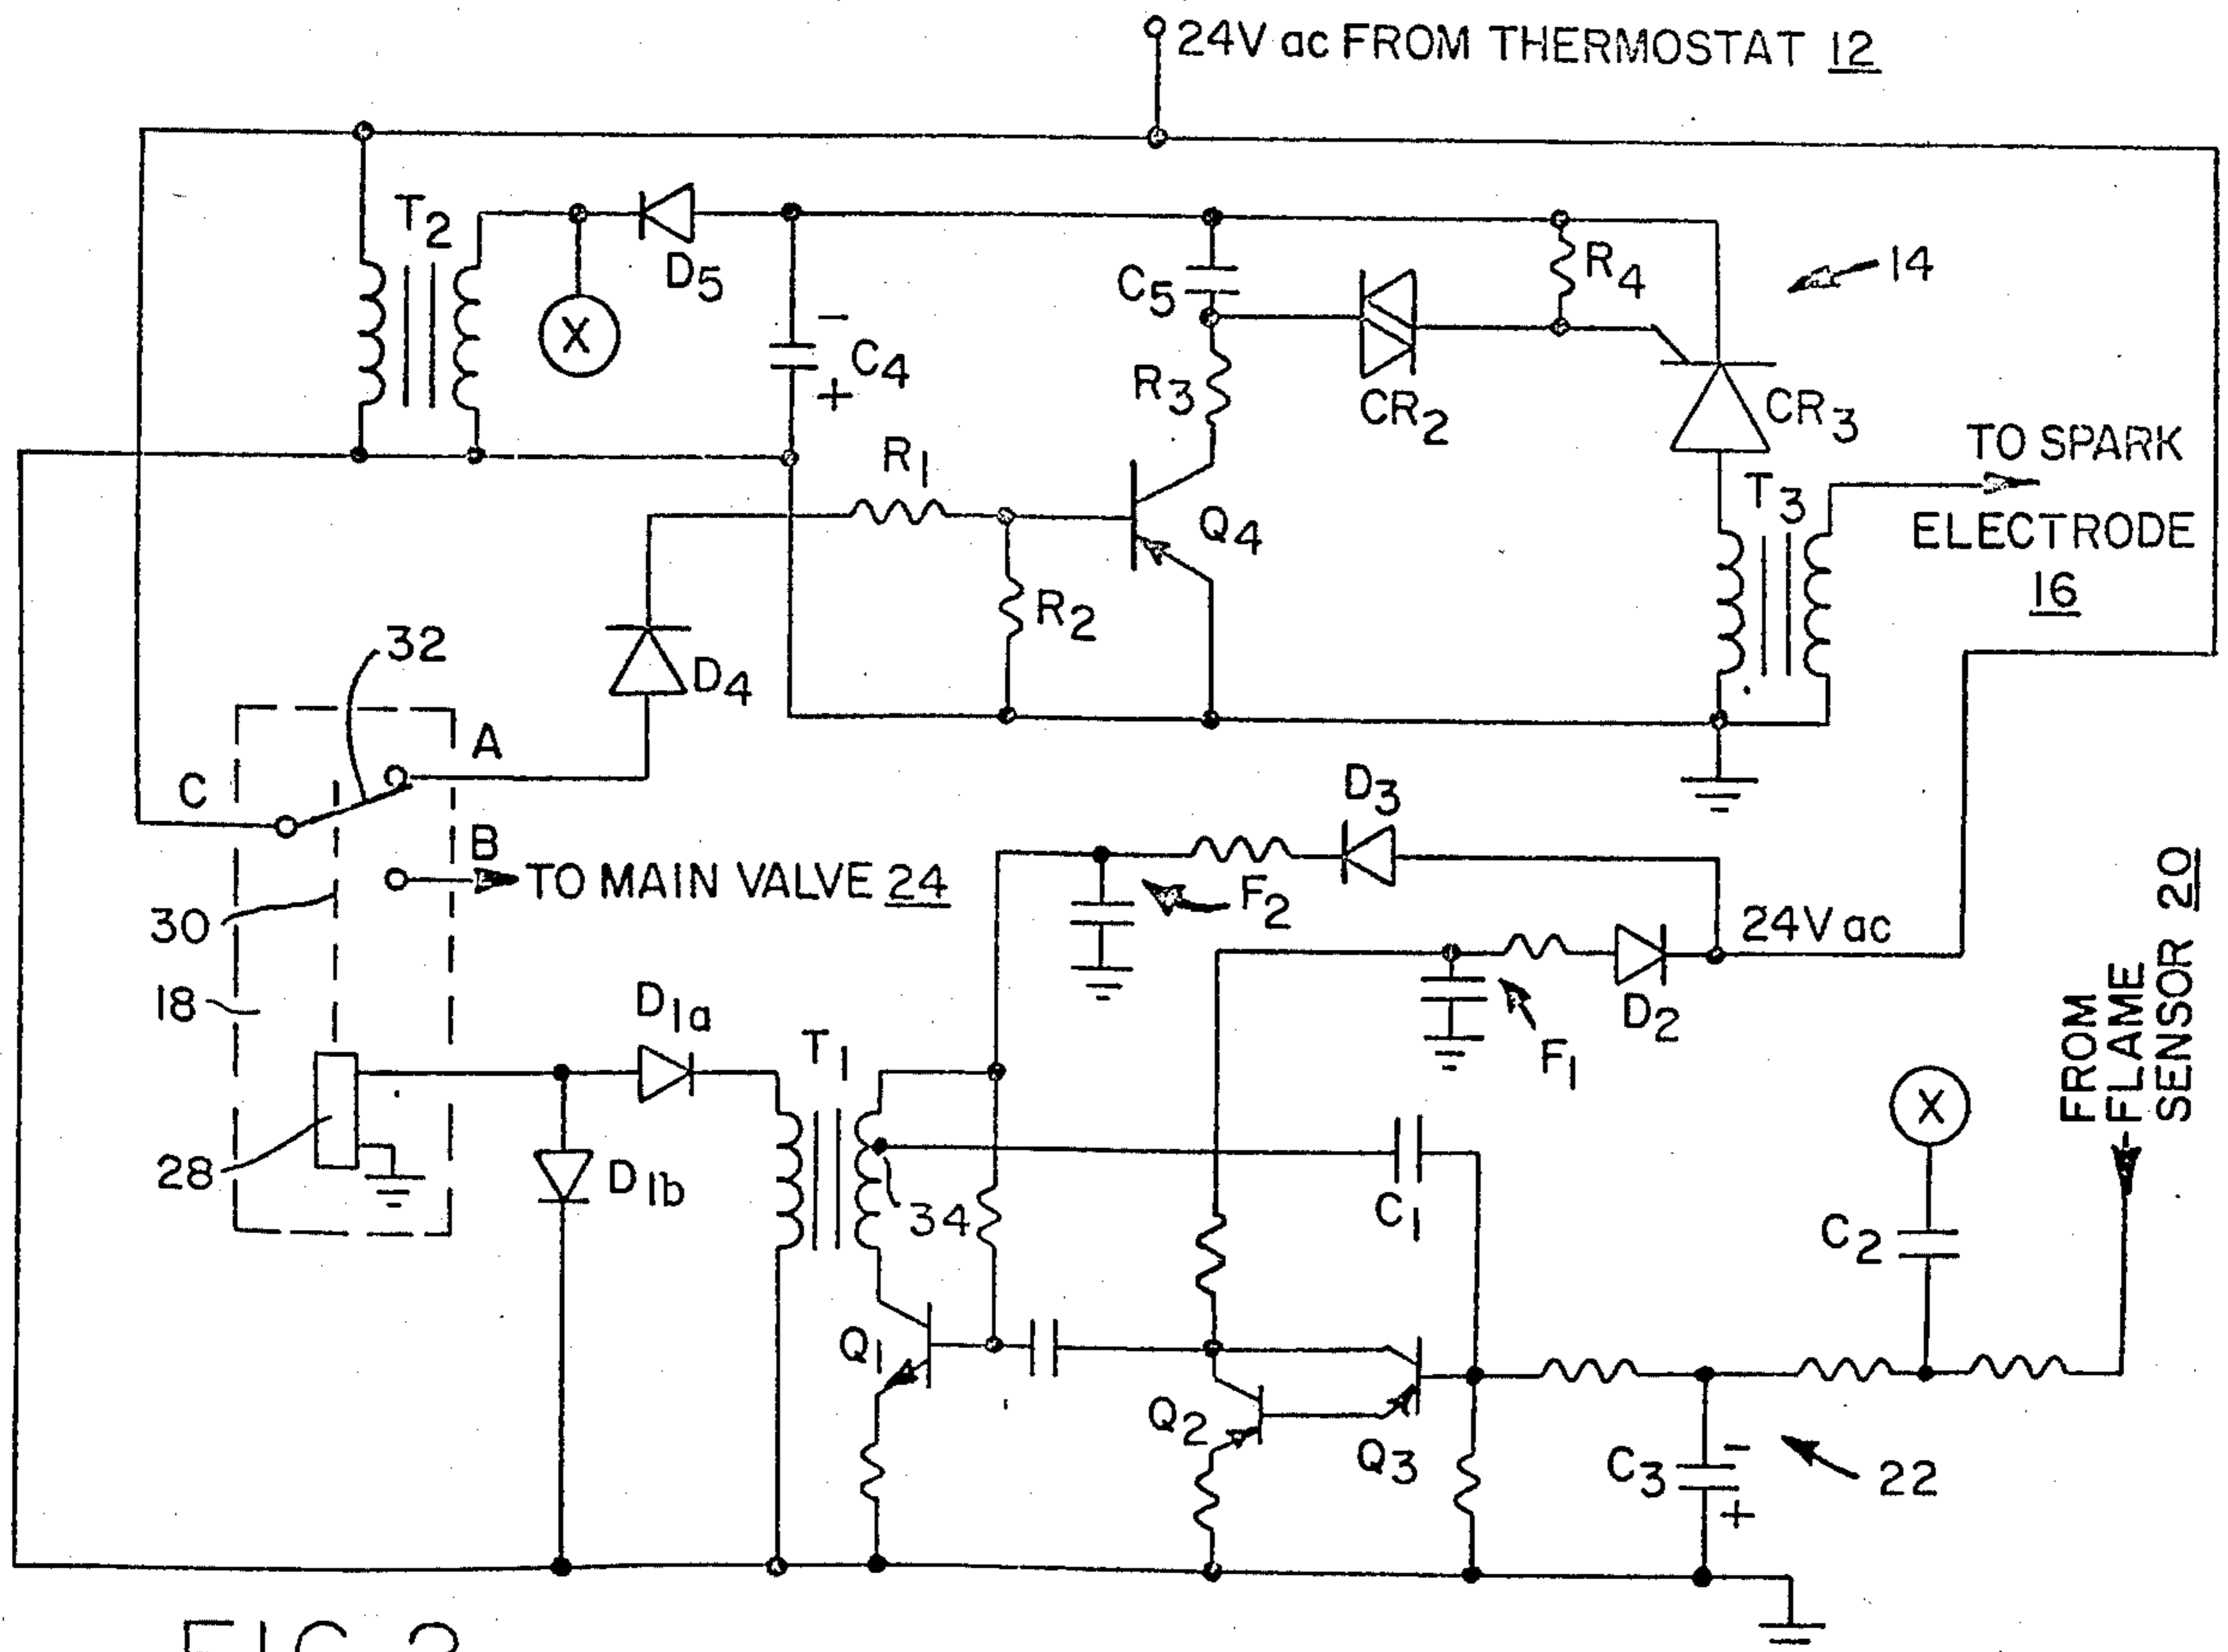 24V ac FROM THERMOSTAT 12
T2
X
D5
C5
R4
14
−
C4
+
R3
CR2
CR3
TO SPARK
ELECTRODE
16
R1
Q4
T3
R2
32
D4
C
A
B
TO MAIN VALVE 24
30
18
28
D3
F2
24V ac
D2
F1
D1a
T1
D1b
34
C1
X
FROM
FLAME
SENSOR 20
C2
Q1
Q2
Q3
C3
−
+
22
FIG 2